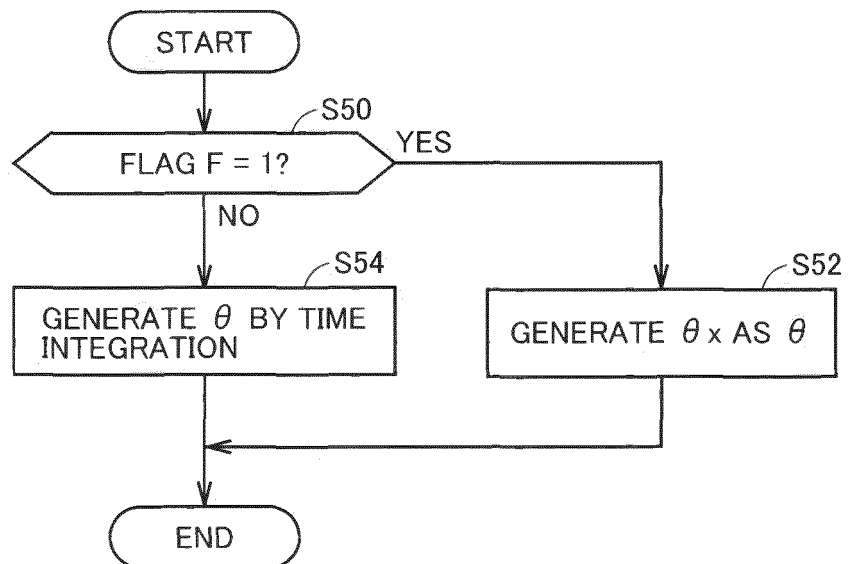 START
S50
FLAG F = 1?
YES
NO
S54
GENERATE θ BY TIME
INTEGRATION
S52
GENERATE θx AS θ
END